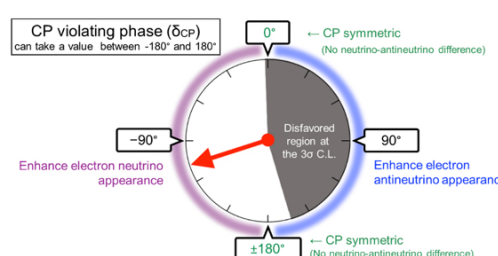 CP violating phase (δCP)
can take a value between -180° and 180°
0°
← CP symmetric
(No neutrino-antineutrino difference)
−90°
Disfavored
region at
the 3σ C.L.
90°
Enhance electron neutrino
appearance
Enhance electron
antineutrino appearanc
±180°
← CP symmetric
(No neutrino-antineutrino difference)